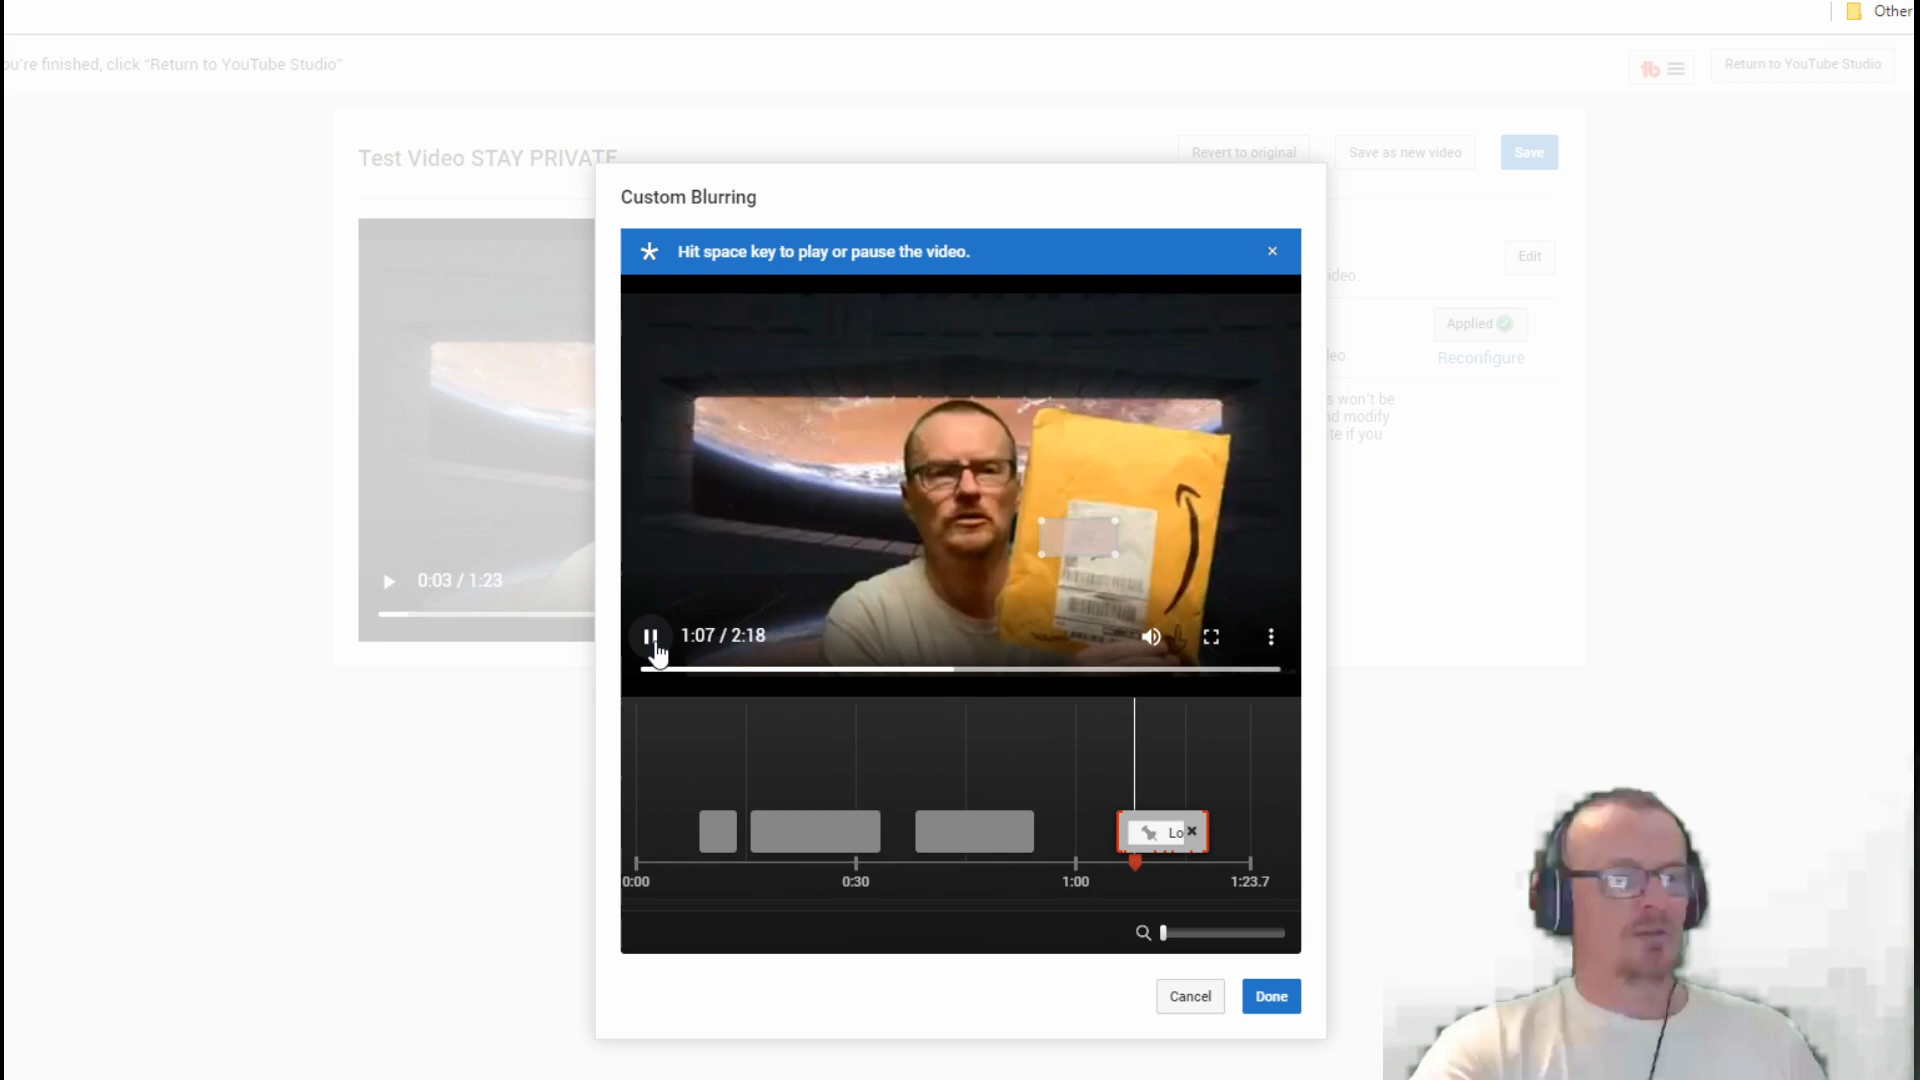 Other
ou're finished, click “Return to YouTube Studio”
Return to YouTube Studio
Test Video STAY PRIVATE
Revert to original
Save as new video
Save
Custom Blurring
Hit space key to play or pause the video.
×
Edit
ideo.
Applied
eo.
Reconfigure
s won't be
nd modify
te if you
0:03 / 1:23
1:07 / 2:18
Lo
0:00
0:30
1:00
1:23.7
Cancel
Done